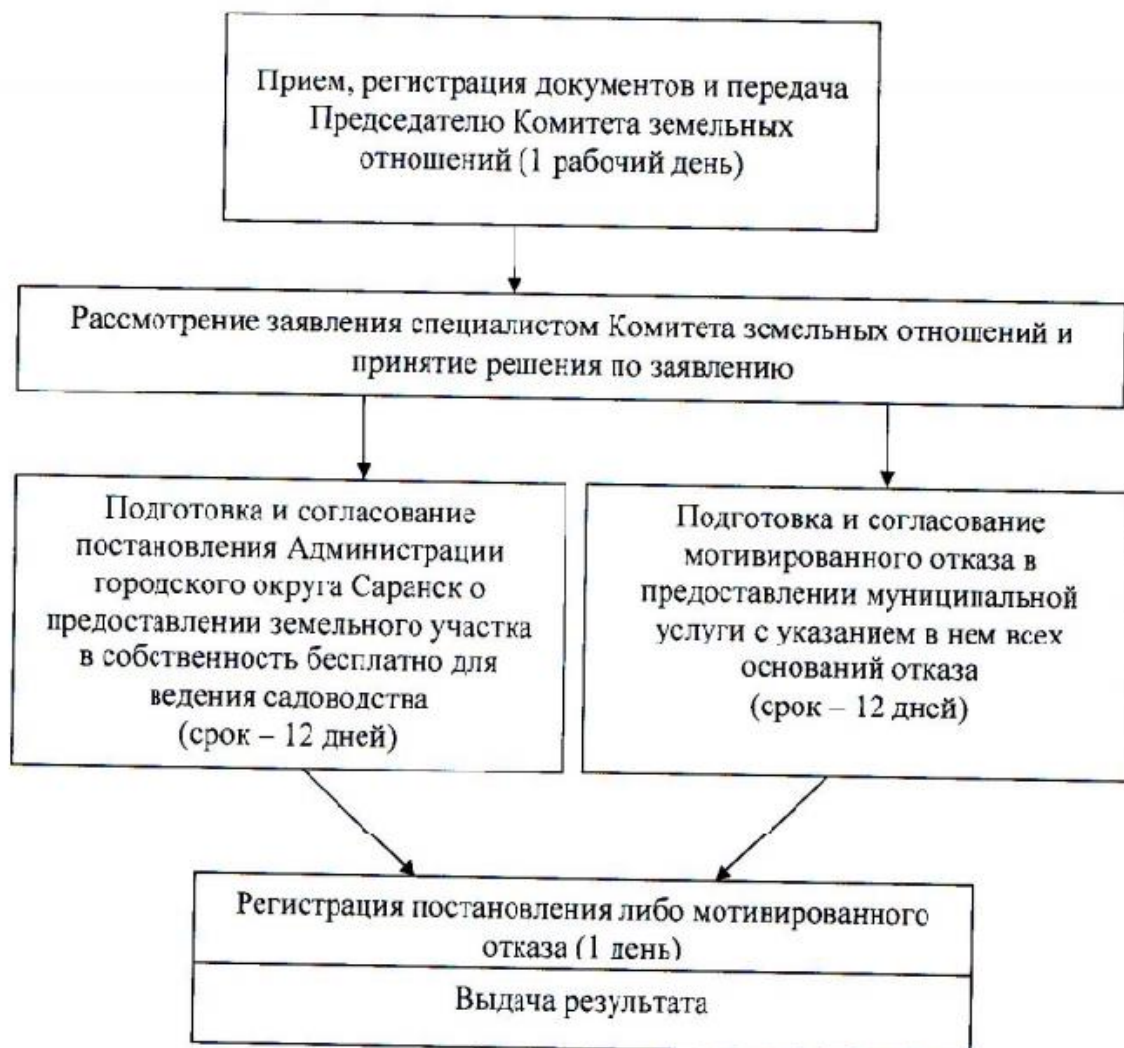 Прием, регистрация документов и передача
Председателю Комитета земельных
отношений (1 рабочий день)
Рассмотрение заявления специалистом Комитета земельных отношений и
принятие решения по заявлению
Подготовка и согласование
постановления Администрации
городского округа Саранск о
предоставлении земельного участка
в собственность бесплатно для
ведения садоводства
(срок – 12 дней)
Подготовка и согласование
мотивированного отказа в
предоставлении муниципальной
услуги с указанием в нем всех
оснований отказа
(срок – 12 дней)
Регистрация постановления либо мотивированного
отказа (1 день)
Выдача результата